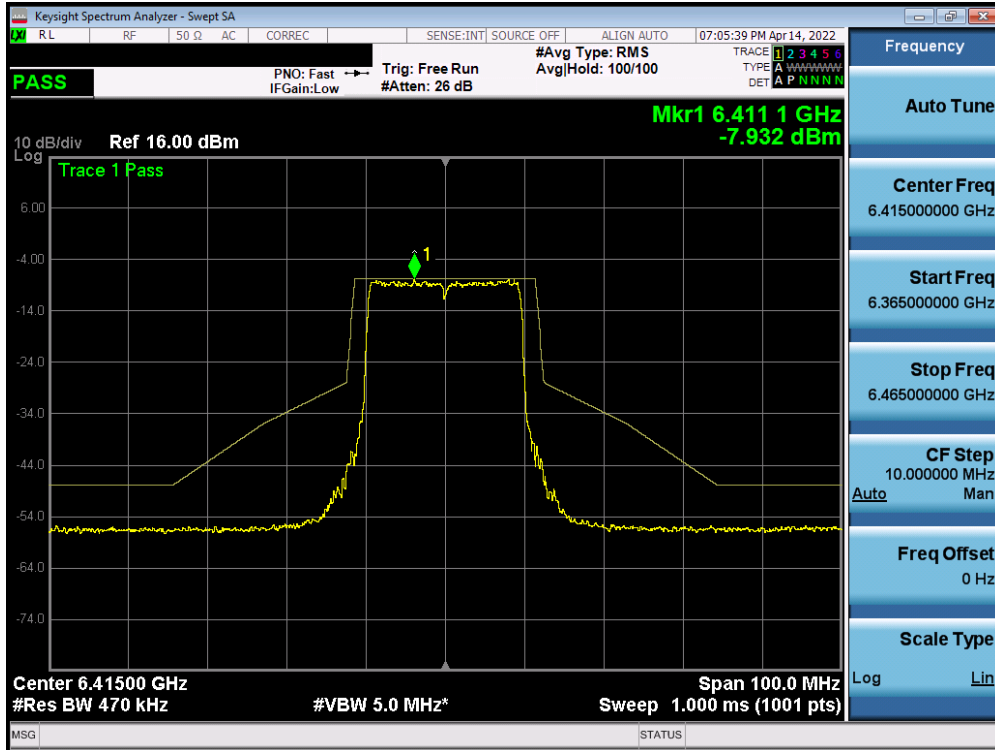 Keysight Spectrum Analyzer - Swept SA
LXI RL RF 50 Ω AC CORREC SENSE:INT SOURCE OFF ALIGN AUTO 07:05:39 PM Apr 14, 2022
PASS
PNO: Fast
IFGain:Low
Trig: Free Run
#Atten: 26 dB
#Avg Type: RMS
Avg|Hold: 100/100
TRACE 1 2 3 4 5 6
TYPE A WWWWW
DET A P N N N N
Mkr1 6.411 1 GHz
-7.932 dBm
10 dB/div Ref 16.00 dBm
Log
Trace 1 Pass
1
6.00
-4.00
-14.0
-24.0
-34.0
-44.0
-54.0
-64.0
-74.0
Center 6.41500 GHz Span 100.0 MHz
#Res BW 470 kHz #VBW 5.0 MHz* Sweep 1.000 ms (1001 pts)
MSG STATUS
Frequency
Auto Tune
Center Freq
6.415000000 GHz
Start Freq
6.365000000 GHz
Stop Freq
6.465000000 GHz
CF Step
10.000000 MHz
Auto Man
Freq Offset
0 Hz
Scale Type
Log Lin